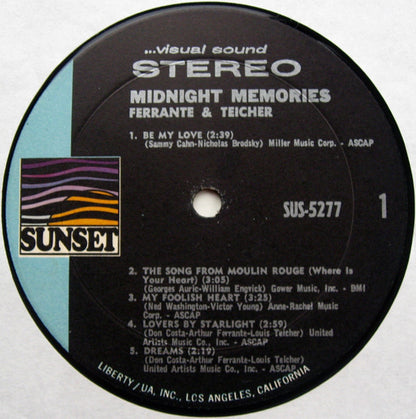 ...visual sound
STEREO
MIDNIGHT MEMORIES
FERRANTE & TEICHER
1. BE MY LOVE (2:39)
(Sammy Cahn-Nicholas Brodsky) Miller Music Corp. - ASCAP
SUNSET
SUS-5277
1
2. THE SONG FROM MOULIN ROUGE (Where is
Your Heart) (3:05)
(Georges Auric-William Engvick) Gower Music, Inc. - BMI
3. MY FOOLISH HEART (3:25)
(Ned Washington-Victor Young) Anne-Rachel Music
Corp. - ASCAP
4. LOVERS BY STARLIGHT (2:59)
(Don Costa-Arthur Ferrante-Louis Teicher) United
Artists Music Co., Inc. - ASCAP
5. DREAMS (2:19)
(Don Costa-Arthur Ferrante-Louis Teicher)
United Artists Music Co., Inc. - ASCAP
LIBERTY/UA, INC., LOS ANGELES, CALIFORNIA